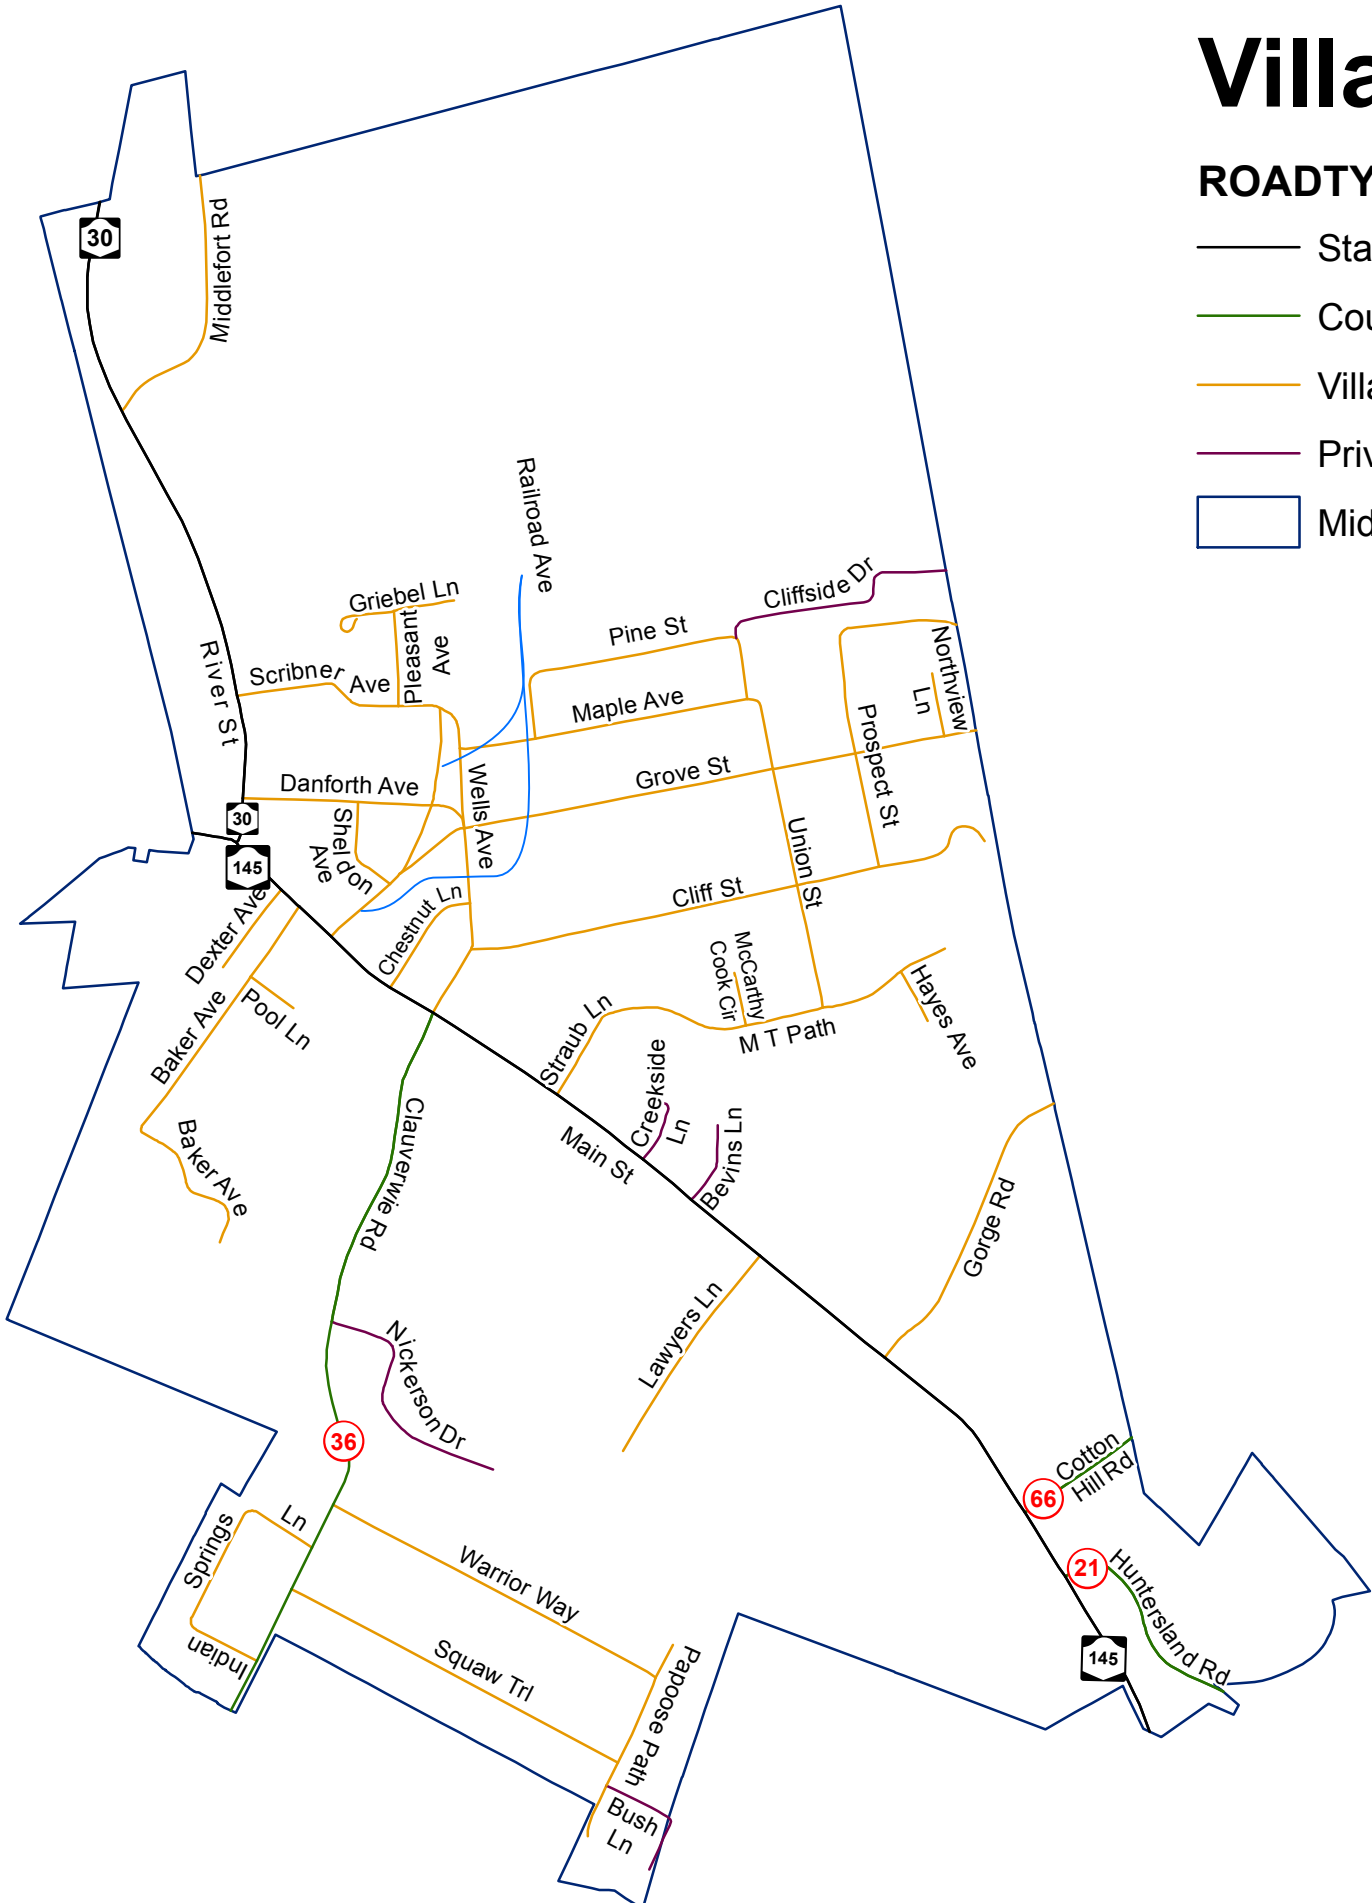 Villa
ROADTY
Sta
Cou
Villa
Priv
Mid
30
Middlefort Rd
Railroad Ave
Griebel Ln
Pleasant
Ave
Cliffside Dr
Pine St
River St
Scribner Ave
Maple Ave
Northview
Ln
Prospect St
Danforth Ave
Wells Ave
Grove St
30
Sheldon
Ave
145
Union St
Cliff St
Chestnut Ln
Dexter Ave
McCarthy
Cook Cir
Hayes Ave
Baker Ave
Pool Ln
Straub Ln
M T Path
Creekside
Ln
Bevins Ln
Main St
Clauverwie Rd
Baker Ave
Gorge Rd
Lawyers Ln
Nickerson Dr
36
Cotton
Hill Rd
66
Springs
Ln
Indian
Warrior Way
21
Huntersland Rd
Squaw Trl
145
Papoose Path
Bush
Ln